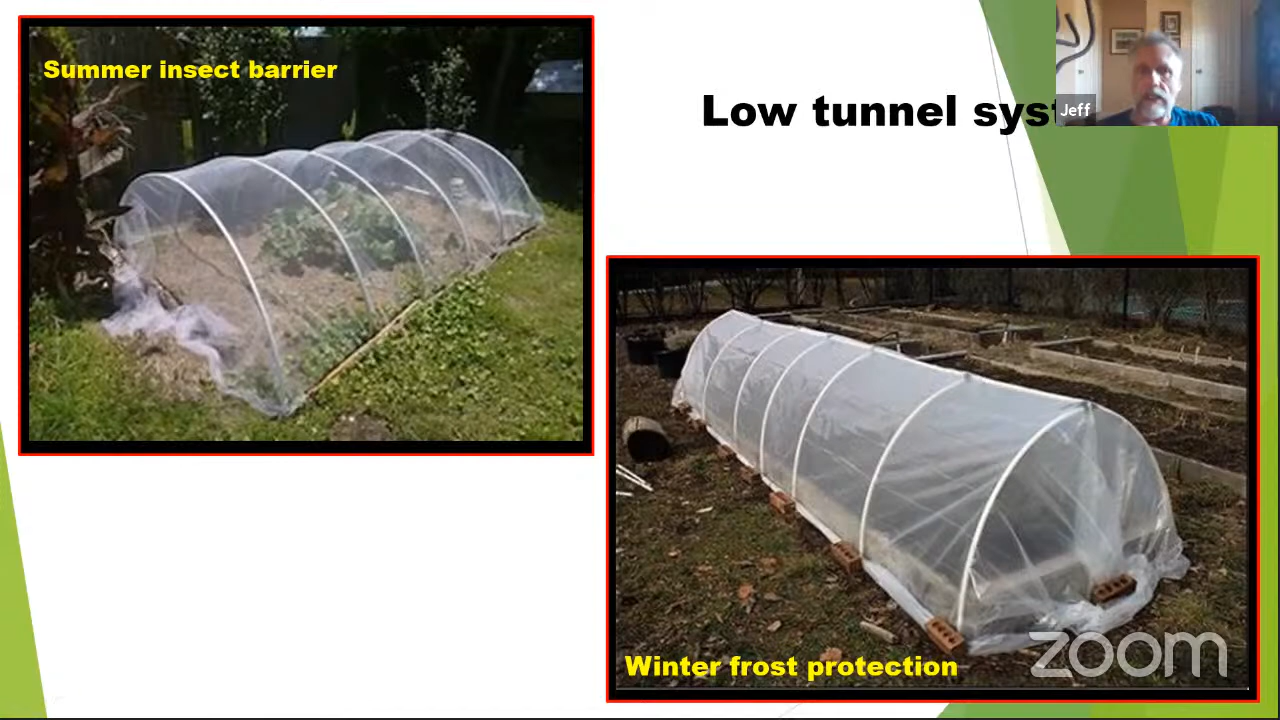 Summer insect barrier
Low tunnel syst
Jeff
Winter frost protection
zoom